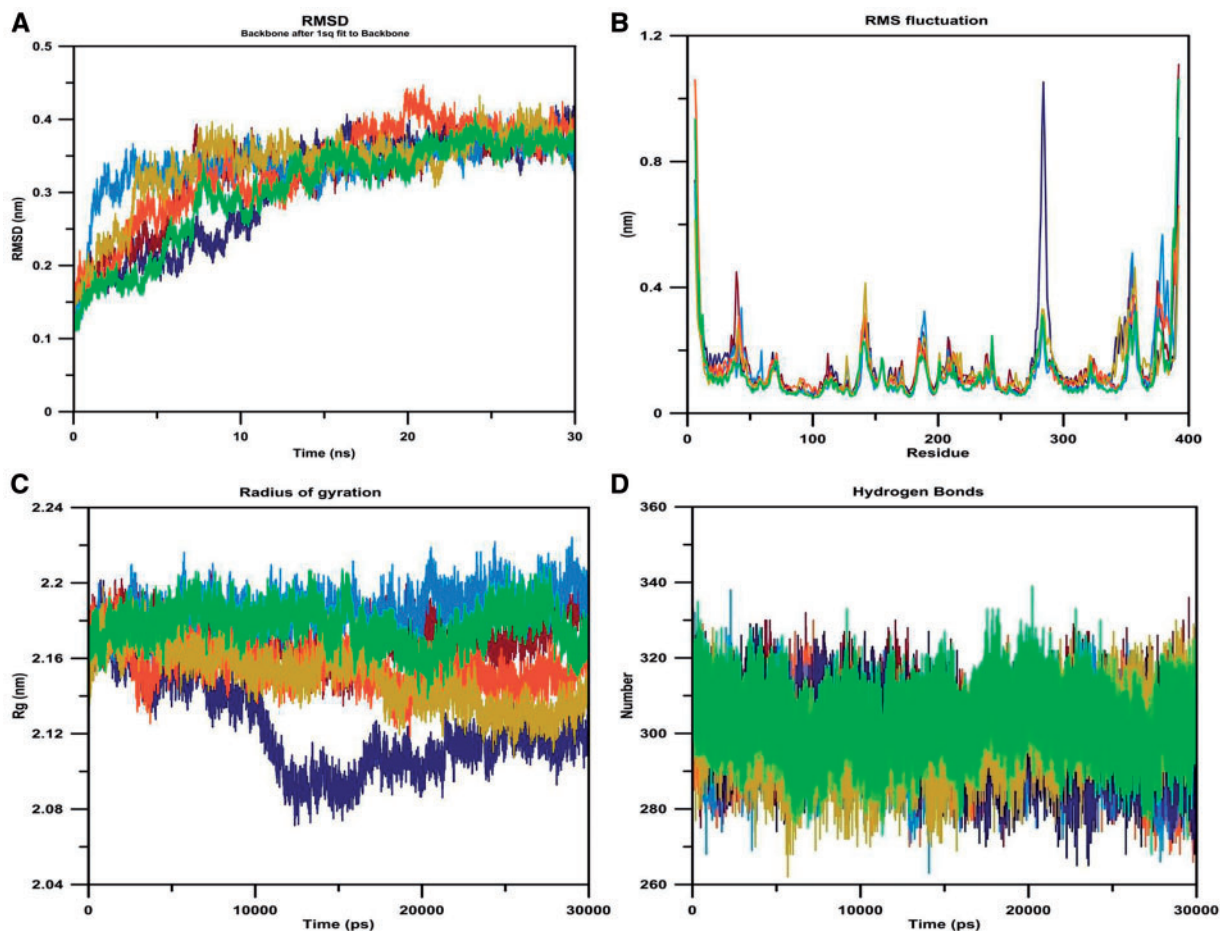 A
RMSD
Backbone after 1sq fit to Backbone
0.5
0.4
0.3
0.2
0.1
0
RMSD (nm)
0
10
20
30
Time (ns)
B
RMS fluctuation
1.2
0.8
0.4
0
(nm)
0
100
200
300
400
Residue
C
Radius of gyration
2.24
2.2
2.16
2.12
2.08
2.04
Rg (nm)
0
10000
20000
30000
Time (ps)
D
Hydrogen Bonds
360
340
320
300
280
260
Number
0
10000
20000
30000
Time (ps)